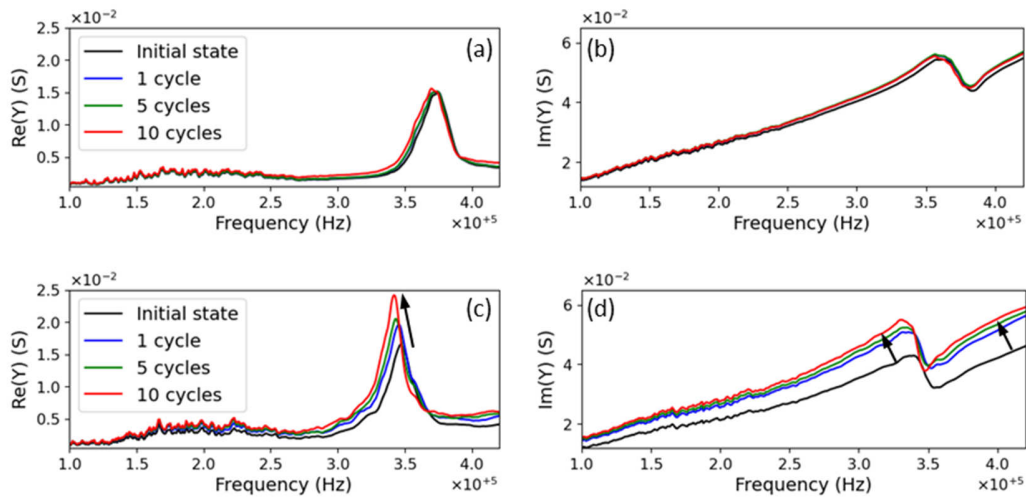 ×10−2
(a)
Re(Y) (S)
2.5
2.0
1.5
1.0
0.5
Initial state
1 cycle
5 cycles
10 cycles
1.0 1.5 2.0 2.5 3.0 3.5 4.0
Frequency (Hz)
×10+5
×10−2
(b)
Im(Y) (S)
6
4
2
1.0 1.5 2.0 2.5 3.0 3.5 4.0
Frequency (Hz)
×10+5
×10−2
(c)
Re(Y) (S)
2.5
2.0
1.5
1.0
0.5
Initial state
1 cycle
5 cycles
10 cycles
1.0 1.5 2.0 2.5 3.0 3.5 4.0
Frequency (Hz)
×10+5
×10−2
(d)
Im(Y) (S)
6
4
2
1.0 1.5 2.0 2.5 3.0 3.5 4.0
Frequency (Hz)
×10+5